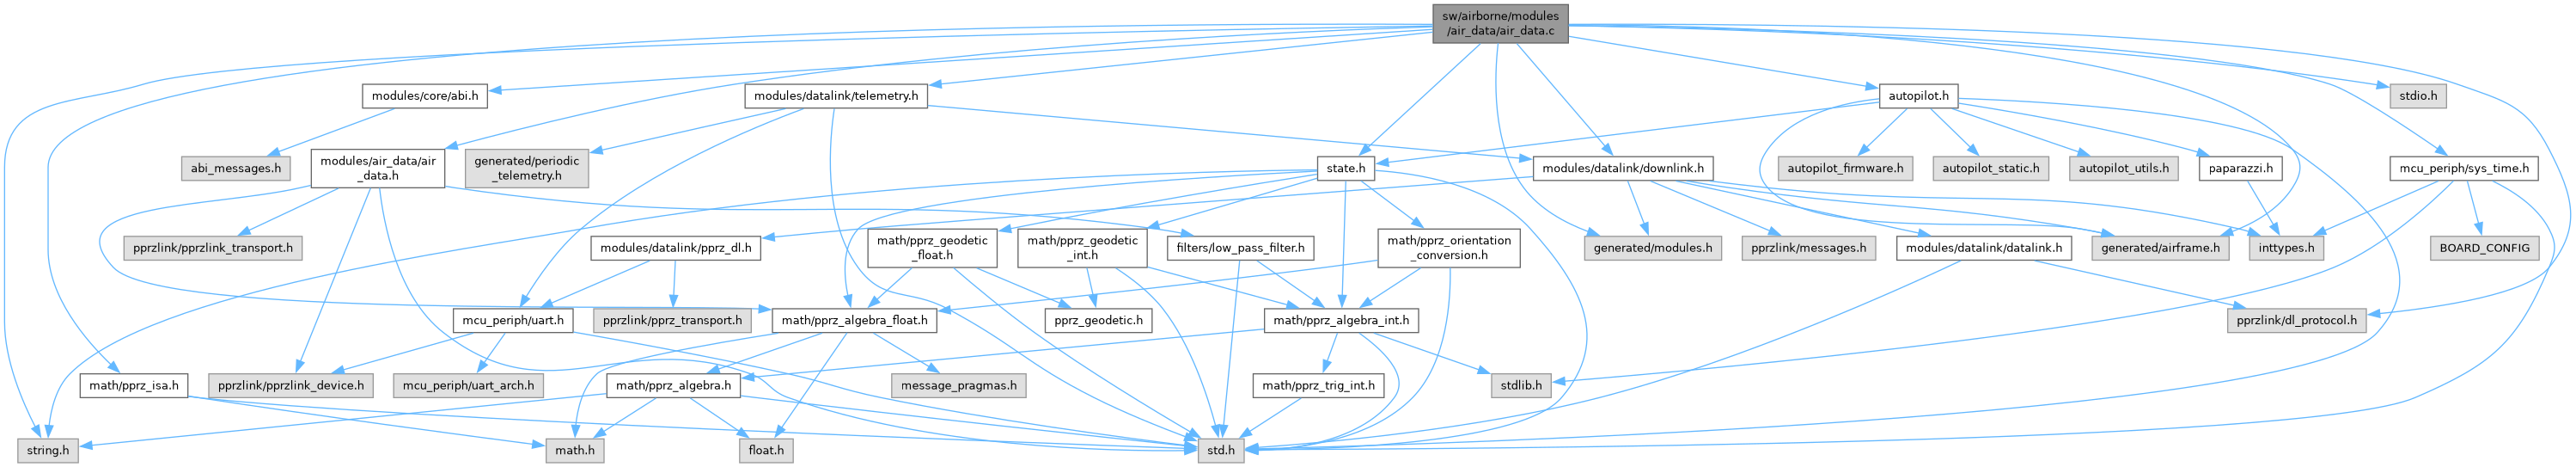 sw/airborne/modules
/air_data/air_data.c
modules/core/abi.h
modules/datalink/telemetry.h
autopilot.h
stdio.h
abi_messages.h
modules/air_data/air
_data.h
generated/periodic
_telemetry.h
state.h
modules/datalink/downlink.h
autopilot_firmware.h
autopilot_static.h
autopilot_utils.h
paparazzi.h
mcu_periph/sys_time.h
pprzlink/pprzlink_transport.h
modules/datalink/pprz_dl.h
math/pprz_geodetic
_float.h
math/pprz_geodetic
_int.h
filters/low_pass_filter.h
math/pprz_orientation
_conversion.h
generated/modules.h
pprzlink/messages.h
modules/datalink/datalink.h
generated/airframe.h
inttypes.h
BOARD_CONFIG
mcu_periph/uart.h
pprzlink/pprz_transport.h
math/pprz_algebra_float.h
pprz_geodetic.h
math/pprz_algebra_int.h
pprzlink/dl_protocol.h
math/pprz_isa.h
pprzlink/pprzlink_device.h
mcu_periph/uart_arch.h
math/pprz_algebra.h
message_pragmas.h
math/pprz_trig_int.h
stdlib.h
string.h
math.h
float.h
std.h